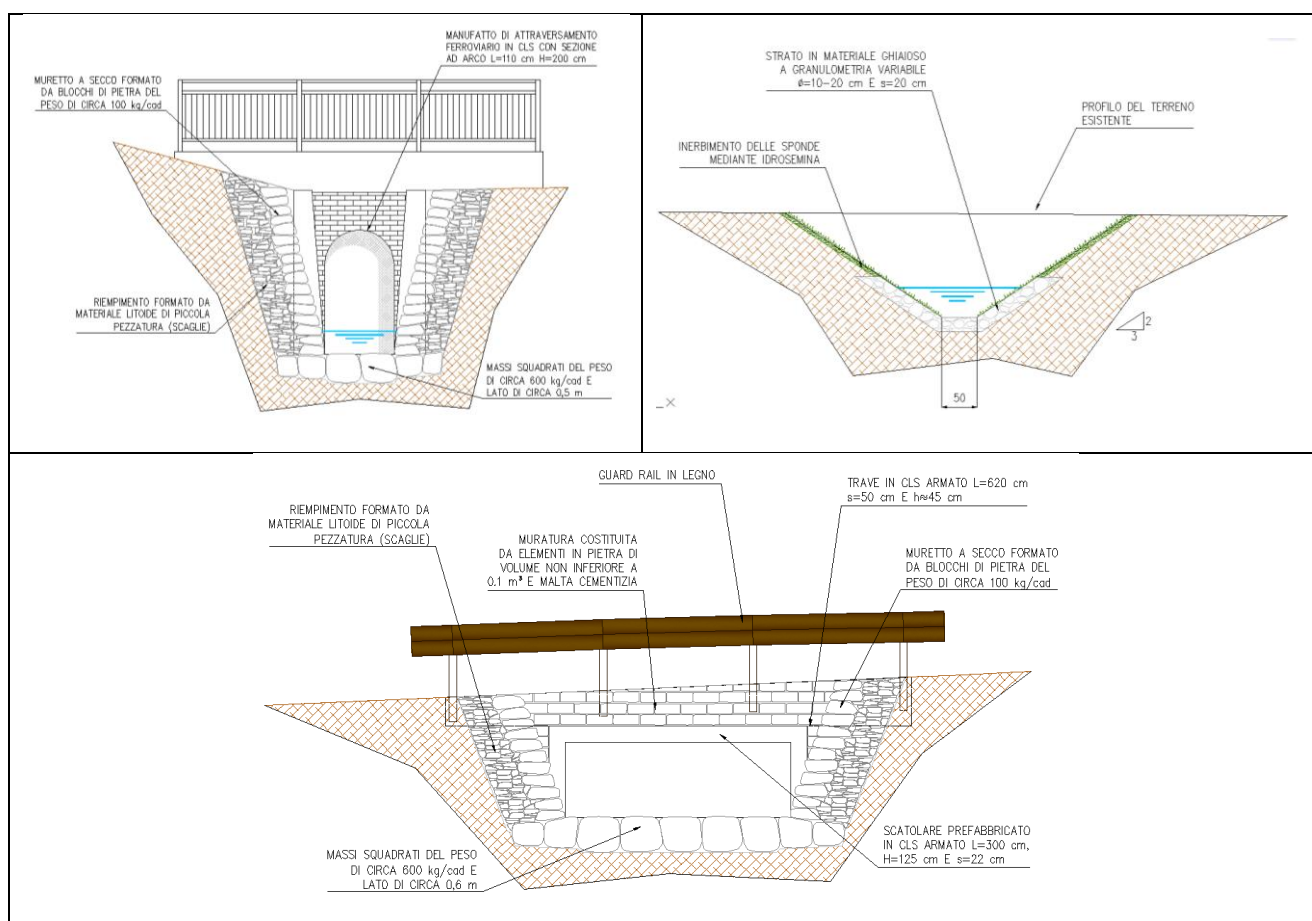 MANUFATTO DI ATTRAVERSAMENTO
FERROVIARIO IN CLS CON SEZIONE
AD ARCO L=110 cm H=200 cm
MURETTO A SECCO FORMATO
DA BLOCCHI DI PIETRA DEL
PESO DI CIRCA 100 kg/cad
RIEMPIMENTO FORMATO DA
MATERIALE LITOIDE DI PICCOLA
PEZZATURA (SCAGLIE)
MASSI SQUADRATI DEL PESO
DI CIRCA 600 kg/cad E
LATO DI CIRCA 0,5 m
STRATO IN MATERIALE GHIAIOSO
A GRANULOMETRIA VARIABILE
ø=10-20 cm E s=20 cm
PROFILO DEL TERRENO
ESISTENTE
INERBIMENTO DELLE SPONDE
MEDIANTE IDROSEMINA
2
3
50
X
GUARD RAIL IN LEGNO
TRAVE IN CLS ARMATO L=620 cm
s=50 cm E h≈45 cm
RIEMPIMENTO FORMATO DA
MATERIALE LITOIDE DI PICCOLA
PEZZATURA (SCAGLIE)
MURATURA COSTITUITA
DA ELEMENTI IN PIETRA DI
VOLUME NON INFERIORE A
0.1 m³ E MALTA CEMENTIZIA
MURETTO A SECCO FORMATO
DA BLOCCHI DI PIETRA DEL
PESO DI CIRCA 100 kg/cad
MASSI SQUADRATI DEL PESO
DI CIRCA 600 kg/cad E
LATO DI CIRCA 0,6 m
SCATOLARE PREFABBRICATO
IN CLS ARMATO L=300 cm,
H=125 cm E s=22 cm